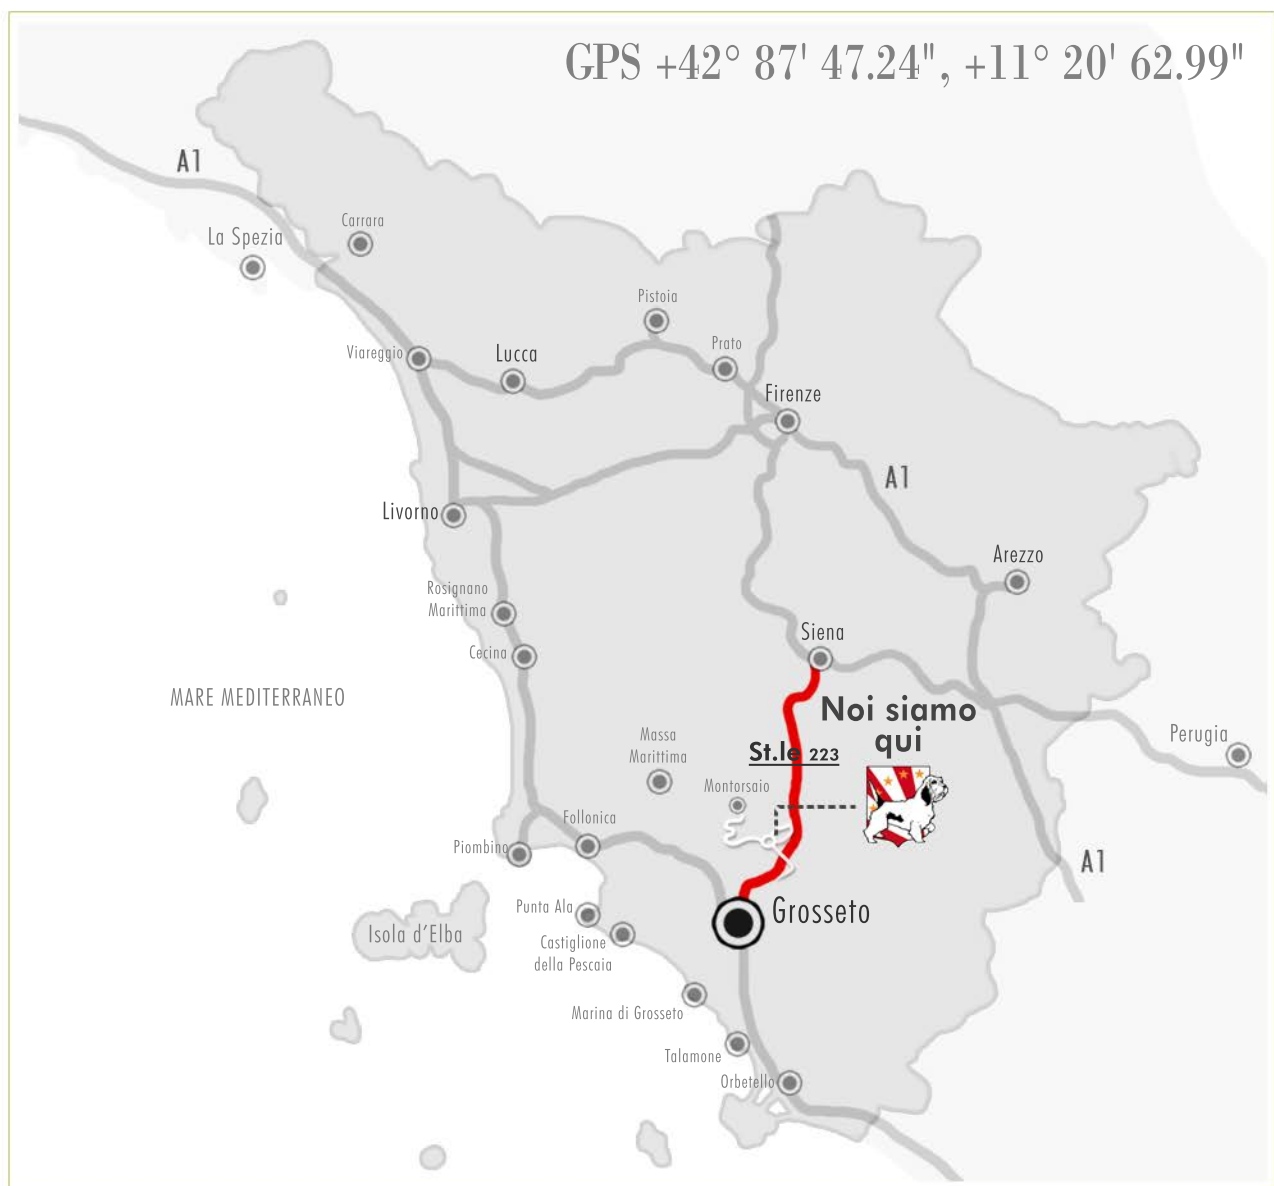 GPS +42° 87' 47.24", +11° 20' 62.99"
A1
Carrara
La Spezia
Pistoia
Prato
Viareggio
Lucca
Firenze
A1
Livorno
Arezzo
Rosignano
Marittima
Siena
Cecina
MARE MEDITERRANEO
Noi siamo
qui
Massa
Marittima
St.le 223
Perugia
Montorsaio
Follonica
Piombino
A1
Punta Ala
Grosseto
Isola d'Elba
Castiglione
della Pescaia
Marina di Grosseto
Talamone
Orbetello